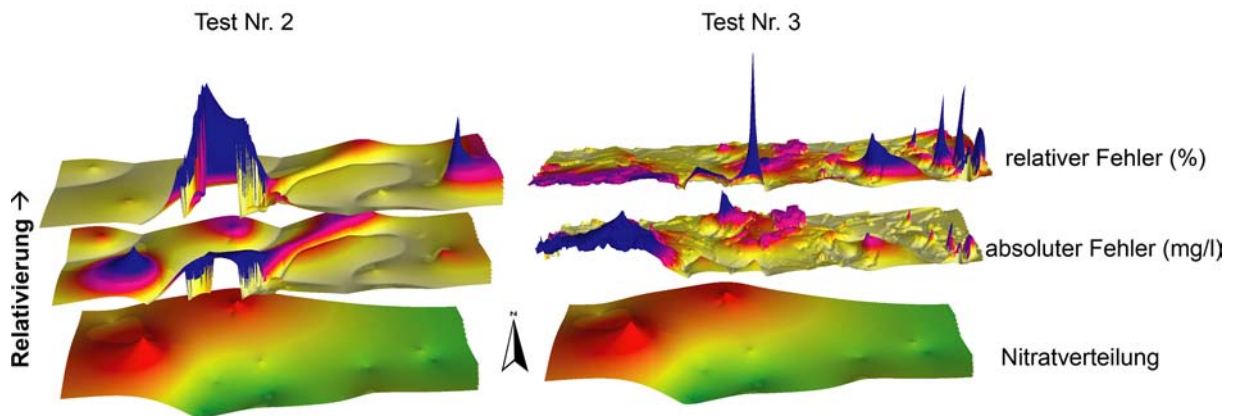 Test Nr. 2
Test Nr. 3
Relativierung →
relativer Fehler (%)
absoluter Fehler (mg/l)
N
Nitratverteilung